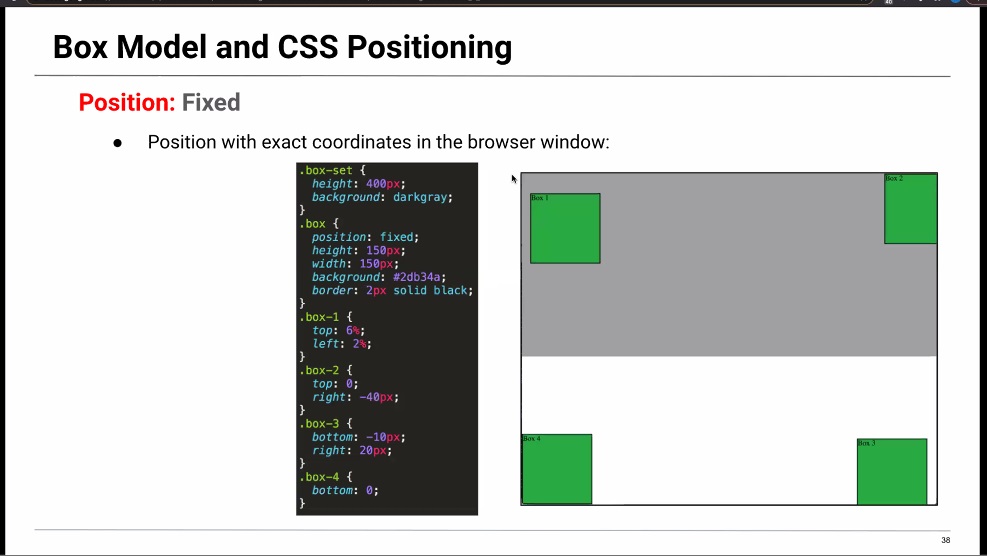 Box Model and CSS Positioning
Position: Fixed
● Position with exact coordinates in the browser window:
.box-set {
height: 400px;
background: darkgray;
}
.box {
position: fixed;
height: 150px;
width: 150px;
background: #2db34a;
border: 2px solid black;
}
.box-1 {
top: 6%;
left: 2%;
}
.box-2 {
top: 0;
right: -40px;
}
.box-3 {
bottom: -10px;
right: 20px;
}
.box-4 {
bottom: 0;
}
Box 1
Box 2
Box 4
Box 3
38